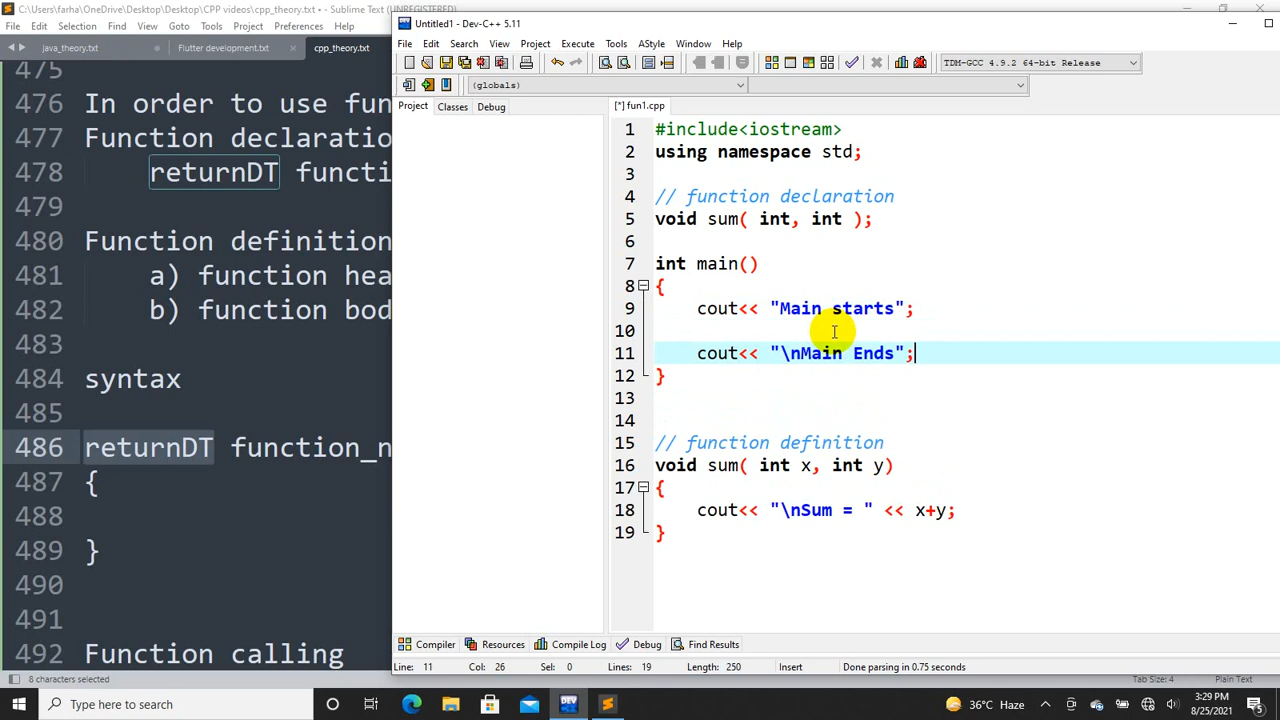 C:\Users\farha\OneDrive\Desktop\Desktop\CPP videos\cpp_theory.txt • - Sublime Text
File Edit Selection Find View Goto Tools Project Preferences Help
java_theory.txt Flutter development.txt cpp_theory.txt
475
476 In order to use fun
477 Function declaratio
478 returnDT functi
479
480 Function definition
481 a) function hea
482 b) function bod
483
484 syntax
485
486 returnDT function_n
487 {
488
489 }
490
491
492 Function calling
8 characters selected
Tab Size: 4 Plain Text
Untitled1 - Dev-C++ 5.11
File Edit Search View Project Execute Tools AStyle Window Help
TDM-GCC 4.9.2 64-bit Release
(globals)
Project Classes Debug
[*] fun1.cpp
1 #include<iostream>
2 using namespace std;
3
4 // function declaration
5 void sum( int, int );
6
7 int main()
8 {
9 cout<< "Main starts";
10
11 cout<< "\nMain Ends";
12 }
13
14
15 // function definition
16 void sum( int x, int y)
17 {
18 cout<< "\nSum = " << x+y;
19 }
Compiler Resources Compile Log Debug Find Results
Line: 11 Col: 26 Sel: 0 Lines: 19 Length: 250 Insert Done parsing in 0.75 seconds
Type here to search
DEV
36°C Haze
3:29 PM
8/25/2021
5